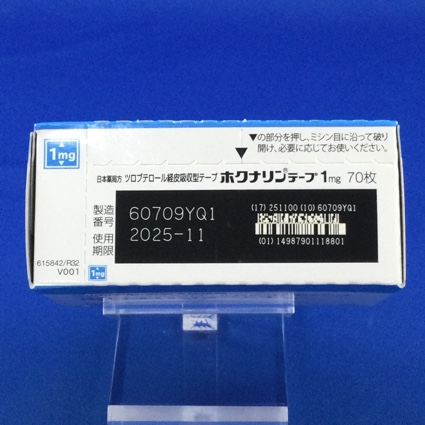 ▼の部分を押し、ミシン目に沿って破り
開け、必要に応じてお使いください。
1mg
日本薬局方 ツロブテロール経皮吸収型テープ ホクナリン®テープ1mg 70枚
製造番号 60709YQ1
使用期限 2025-11
(17) 251100 (10) 60709YQ1
(01) 14987901118801
615842/R32
V001
1mg